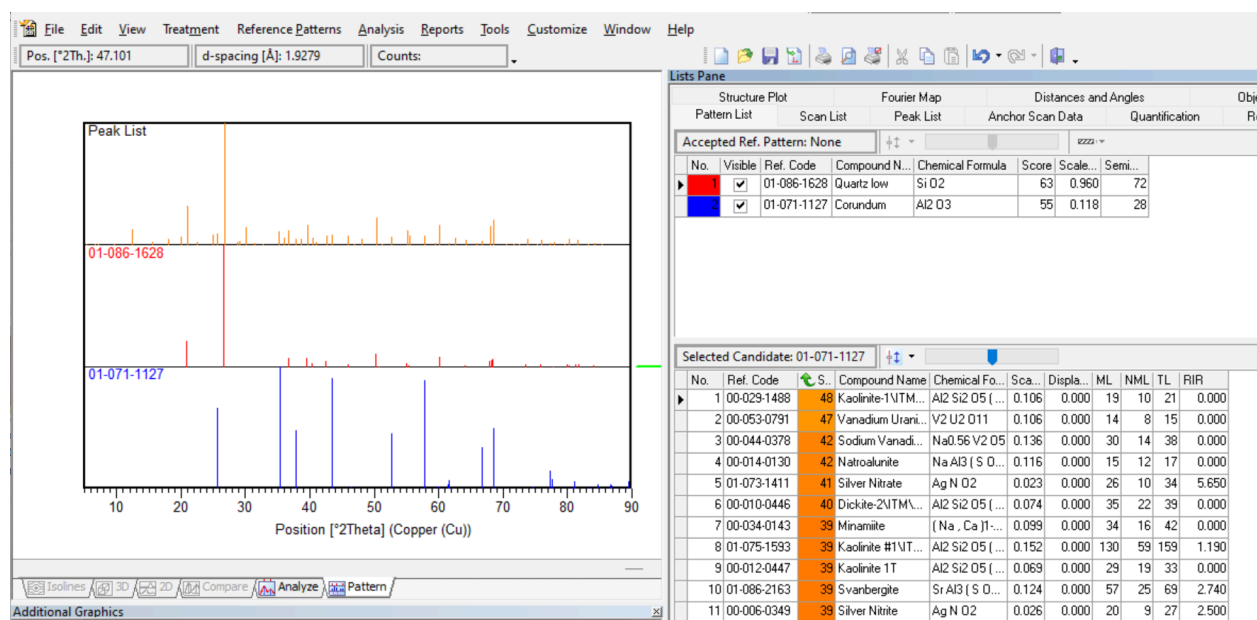 File Edit View Treatment Reference Patterns Analysis Reports Tools Customize Window Help
Pos. [°2Th.]: 47.101 d-spacing [Å]: 1.9279 Counts:
Lists Pane
Structure Plot Fourier Map Distances and Angles Obj
Pattern List Scan List Peak List Anchor Scan Data Quantification R
Accepted Ref. Pattern: None
No. Visible Ref. Code Compound N... Chemical Formula Score Scale... Semi...
1 01-086-1628 Quartz low Si O2 63 0.960 72
01-071-1127 Corundum Al2 O3 55 0.118 28
Peak List
01-086-1628
01-071-1127
10 20 30 40 50 60 70 80 90
Position [°2Theta] (Copper (Cu))
Selected Candidate: 01-071-1127
No. Ref. Code S.. Compound Name Chemical Fo... Sca... Displa... ML NML TL RIR
1 00-029-1488 48 Kaolinite-1\ITM... Al2 Si2 O5 (... 0.106 0.000 19 10 21 0.000
2 00-053-0791 47 Vanadium Urani... V2 U2 O11 0.106 0.000 14 8 15 0.000
3 00-044-0378 42 Sodium Vanadi... Na0.56 V2 O5 0.136 0.000 30 14 38 0.000
4 00-014-0130 42 Natroalunite Na Al3 ( S O... 0.116 0.000 15 12 17 0.000
5 01-073-1411 41 Silver Nitrate Ag N O2 0.023 0.000 26 10 34 5.650
6 00-010-0446 40 Dickite-2\ITM\... Al2 Si2 O5 (... 0.074 0.000 35 22 39 0.000
7 00-034-0143 39 Minamiite ( Na , Ca )1-... 0.099 0.000 34 16 42 0.000
8 01-075-1593 39 Kaolinite #1\IT... Al2 Si2 O5 (... 0.152 0.000 130 59 159 1.190
9 00-012-0447 39 Kaolinite 1T Al2 Si2 O5 (... 0.069 0.000 29 19 33 0.000
10 01-086-2163 39 Svanbergite Sr Al3 ( S O... 0.124 0.000 57 25 69 2.740
11 00-006-0349 39 Silver Nitrite Ag N O2 0.026 0.000 20 9 27 2.500
Isolines 3D 2D Compare Analyze Pattern
Additional Graphics